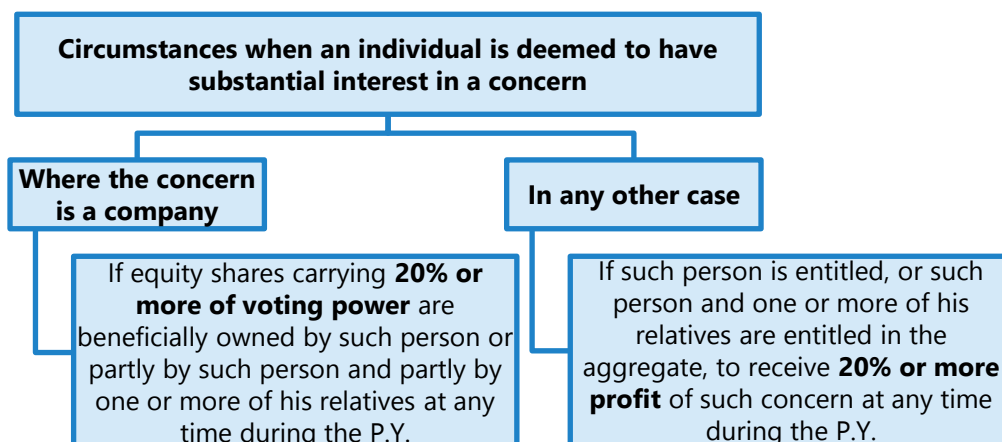 Circumstances when an individual is deemed to have
substantial interest in a concern
Where the concern
is a company
If equity shares carrying 20% or
more of voting power are
beneficially owned by such person or
partly by such person and partly by
one or more of his relatives at any
time during the P.Y.
In any other case
If such person is entitled, or such
person and one or more of his
relatives are entitled in the
aggregate, to receive 20% or more
profit of such concern at any time
during the P.Y.